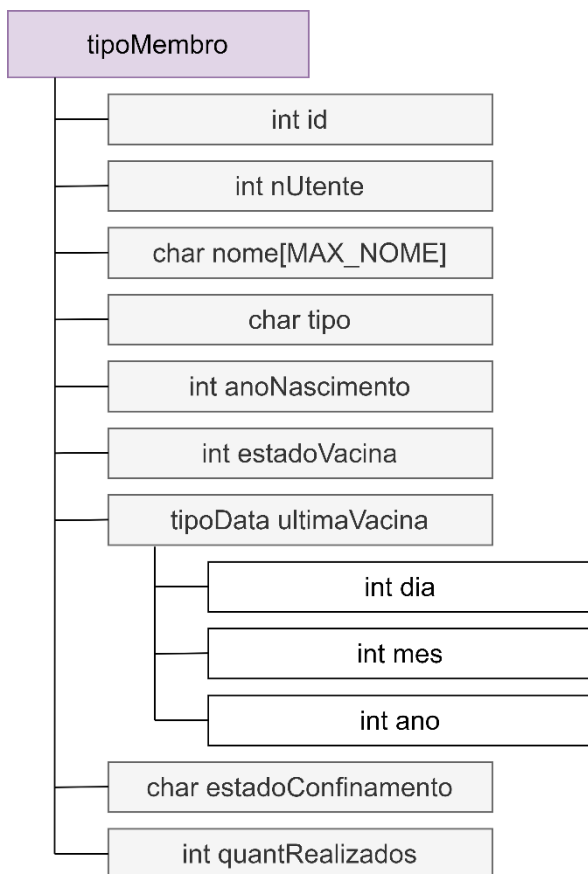 tipoMembro
int id
int nUtente
char nome[MAX_NOME]
char tipo
int anoNascimento
int estadoVacina
tipoData ultimaVacina
int dia
int mes
int ano
char estadoConfinamento
int quantRealizados